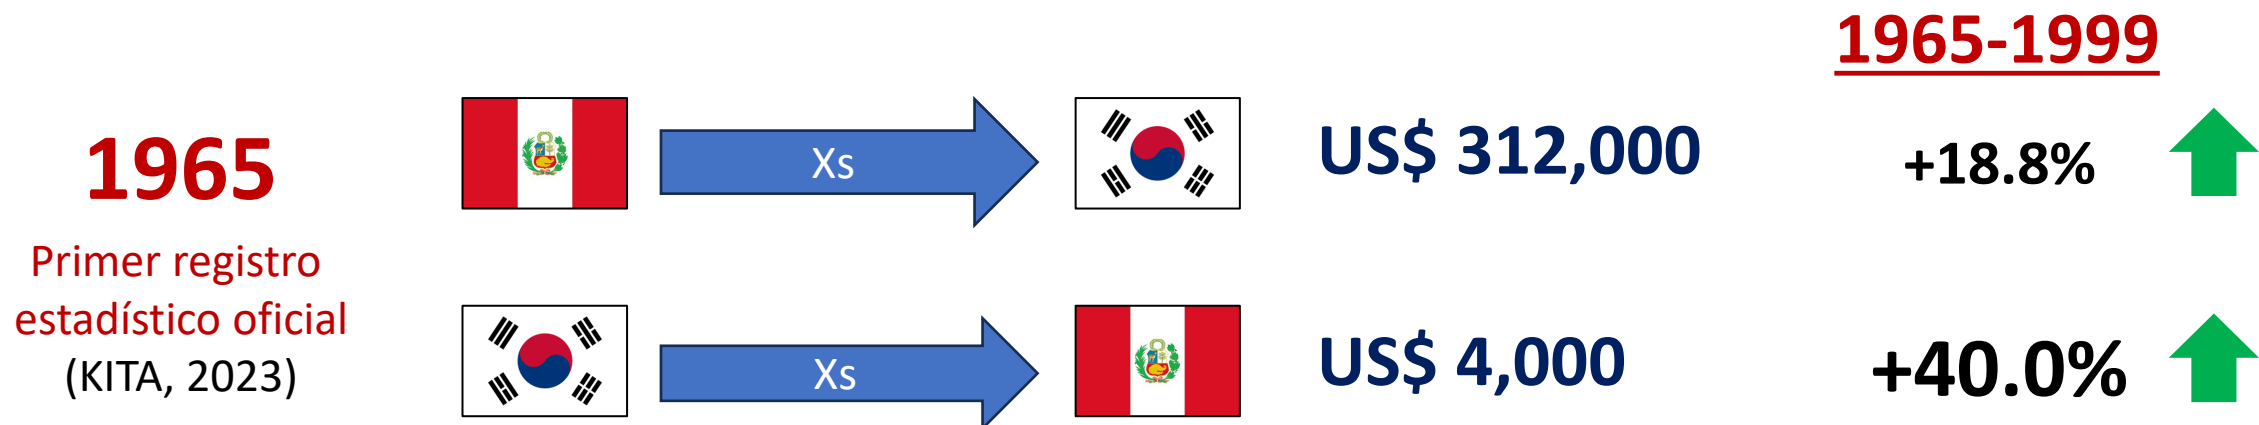 1965-1999
1965
Xs
US$ 312,000
+18.8%
Primer registro
estadístico oficial
(KITA, 2023)
Xs
US$ 4,000
+40.0%